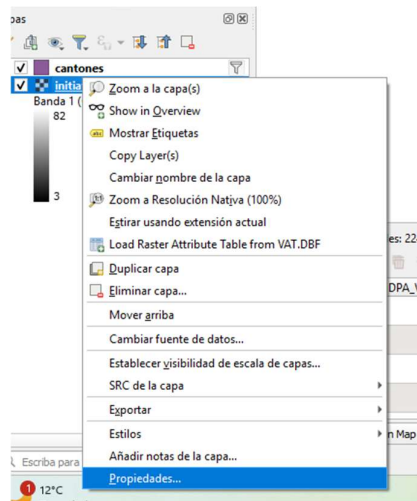 pas
cantones
initia
Banda 1 (
82
3
Zoom a la capa(s)
Show in Overview
Mostrar Etiquetas
Copy Layer(s)
Cambiar nombre de la capa
Zoom a Resolución Nativa (100%)
Estirar usando extensión actual
Load Raster Attribute Table from VAT.DBF
Duplicar capa
Eliminar capa...
Mover arriba
Cambiar fuente de datos...
Establecer visibilidad de escala de capas...
SRC de la capa
Exportar
Estilos
Añadir notas de la capa...
Propiedades...
es: 22
DPA_
n Map
Escriba para
1
12°C